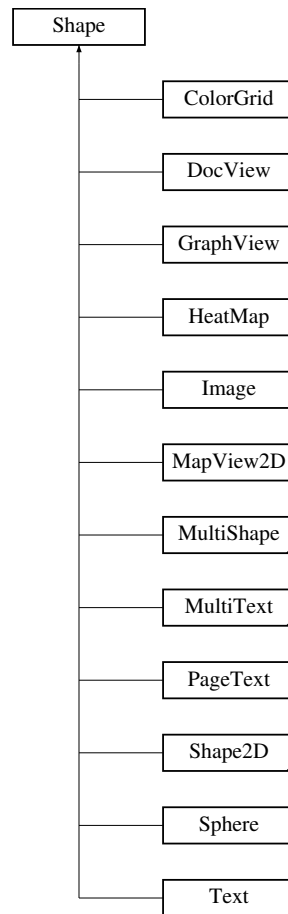 Shape
ColorGrid
DocView
GraphView
HeatMap
Image
MapView2D
MultiShape
MultiText
PageText
Shape2D
Sphere
Text